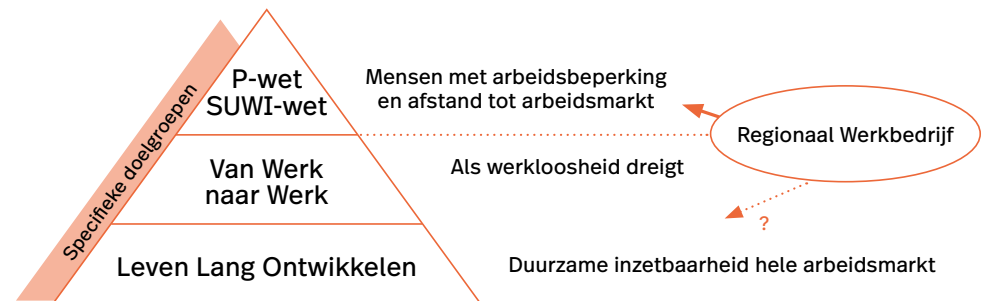 Specifieke doelgroepen
P-wet
SUWI-wet
Mensen met arbeidsbeperking
en afstand tot arbeidsmarkt
Regionaal Werkbedrijf
Van Werk
naar Werk
Als werkloosheid dreigt
?
Leven Lang Ontwikkelen
Duurzame inzetbaarheid hele arbeidsmarkt